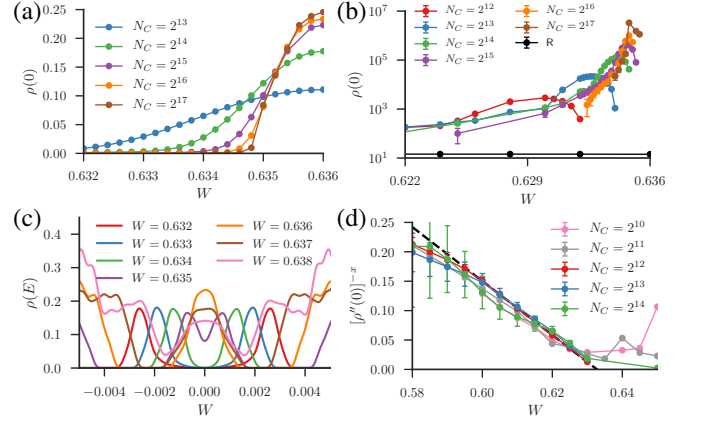 (a)
0.25
0.20
0.15
0.10
0.05
0.00
ρ(0)
N_C = 2^13
N_C = 2^14
N_C = 2^15
N_C = 2^16
N_C = 2^17
0.632 0.633 0.634 0.635 0.636
W
(b)
10^7
10^5
10^3
10^1
ρ(0)
N_C = 2^12
N_C = 2^13
N_C = 2^14
N_C = 2^15
N_C = 2^16
N_C = 2^17
R
0.622 0.629 0.636
W
(c)
0.4
0.3
0.2
0.1
0.0
ρ(E)
W = 0.632
W = 0.633
W = 0.634
W = 0.635
W = 0.636
W = 0.637
W = 0.638
−0.004 −0.002 0.000 0.002 0.004
W
(d)
0.25
0.20
0.15
0.10
0.05
0.00
[ρ''(0)]^−x
N_C = 2^10
N_C = 2^11
N_C = 2^12
N_C = 2^13
N_C = 2^14
0.58 0.60 0.62 0.64
W